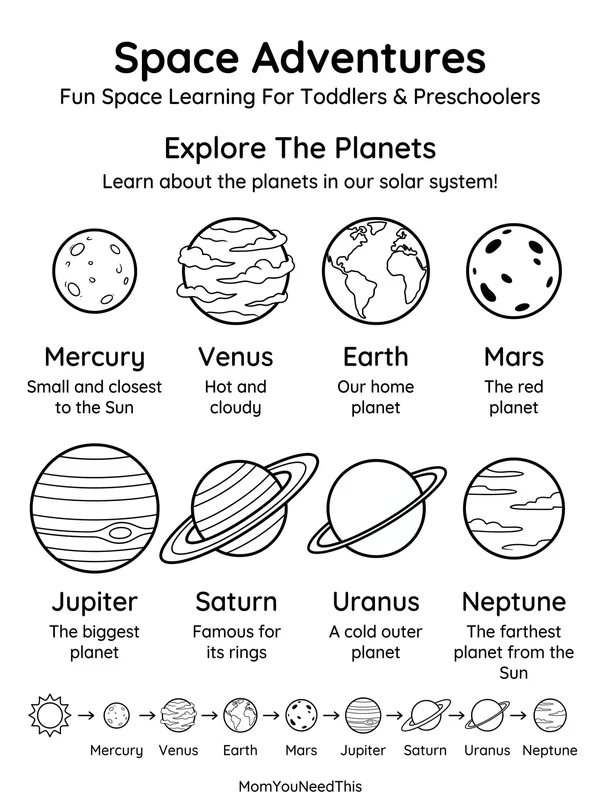 Space Adventures
Fun Space Learning For Toddlers & Preschoolers
Explore The Planets
Learn about the planets in our solar system!
Mercury
Small and closest
to the Sun
Venus
Hot and
cloudy
Earth
Our home
planet
Mars
The red
planet
Jupiter
The biggest
planet
Saturn
Famous for
its rings
Uranus
A cold outer
planet
Neptune
The farthest
planet from the
Sun
Mercury Venus Earth Mars Jupiter Saturn Uranus Neptune
MomYouNeedThis